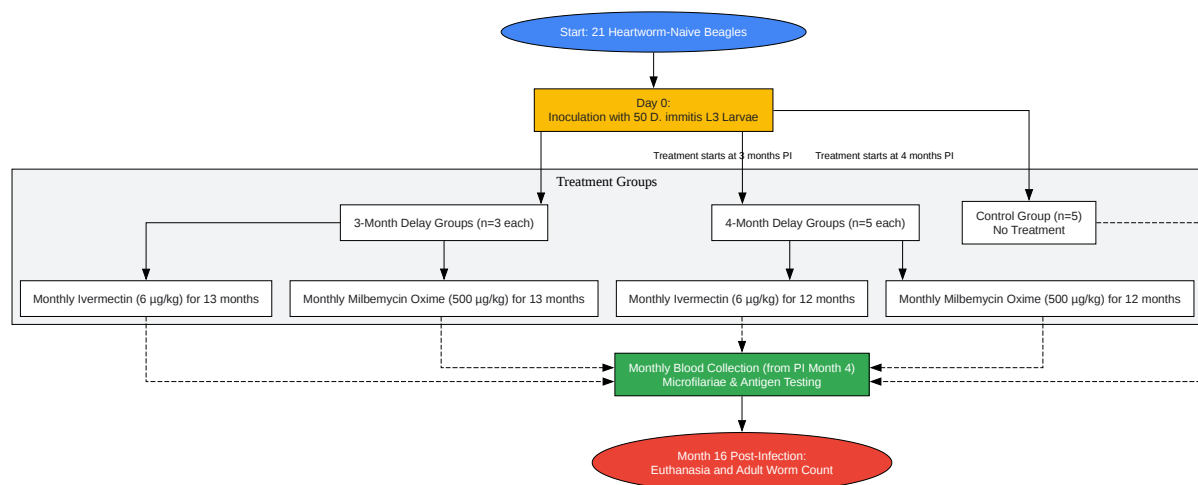 Start: 21 Heartworm-Naive Beagles
Day 0:
Inoculation with 50 D. immitis L3 Larvae
Treatment starts at 3 months PI
Treatment starts at 4 months PI
Treatment Groups
3-Month Delay Groups (n=3 each)
4-Month Delay Groups (n=5 each)
Control Group (n=5)
No Treatment
Monthly Ivermectin (6 µg/kg) for 13 months
Monthly Milbemycin Oxime (500 µg/kg) for 13 months
Monthly Ivermectin (6 µg/kg) for 12 months
Monthly Milbemycin Oxime (500 µg/kg) for 12 months
Monthly Blood Collection (from PI Month 4)
Microfilariae & Antigen Testing
Month 16 Post-Infection:
Euthanasia and Adult Worm Count